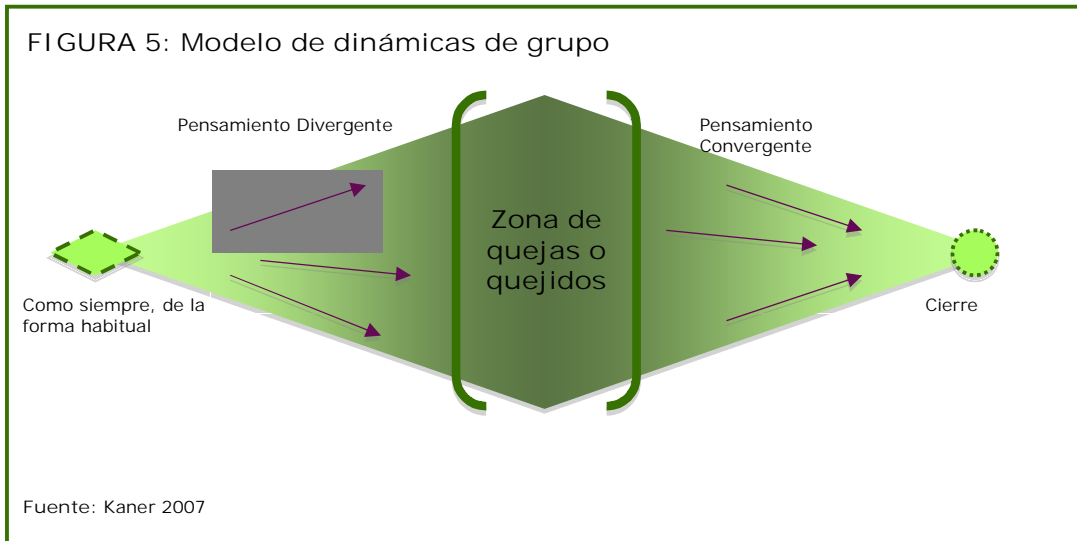 FIGURA 5: Modelo de dinámicas de grupo
Pensamiento Divergente
Pensamiento
Convergente
Zona de
quejas o
quejidos
Como siempre, de la
forma habitual
Cierre
Fuente: Kaner 2007